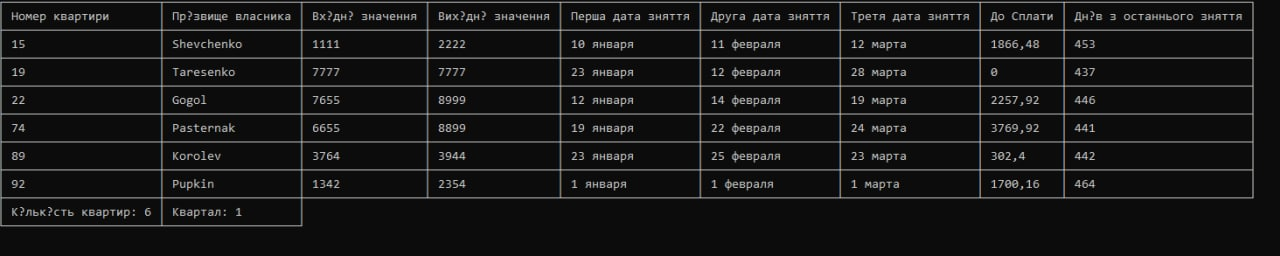 Номер квартири Пр?звище власника Вх?дн? значення Вих?дн? значення Перша дата зняття Друга дата зняття Третя дата зняття До Сплати Дн?в з останнього зняття
15 Shevchenko 1111 2222 10 января 11 февраля 12 марта 1866,48 453
19 Taresenko 7777 7777 23 января 12 февраля 28 марта 0 437
22 Gogol 7655 8999 12 января 14 февраля 19 марта 2257,92 446
74 Pasternak 6655 8899 19 января 22 февраля 24 марта 3769,92 441
89 Korolev 3764 3944 23 января 25 февраля 23 марта 302,4 442
92 Pupkin 1342 2354 1 января 1 февраля 1 марта 1700,16 464
К?льк?сть квартир: 6 Квартал: 1